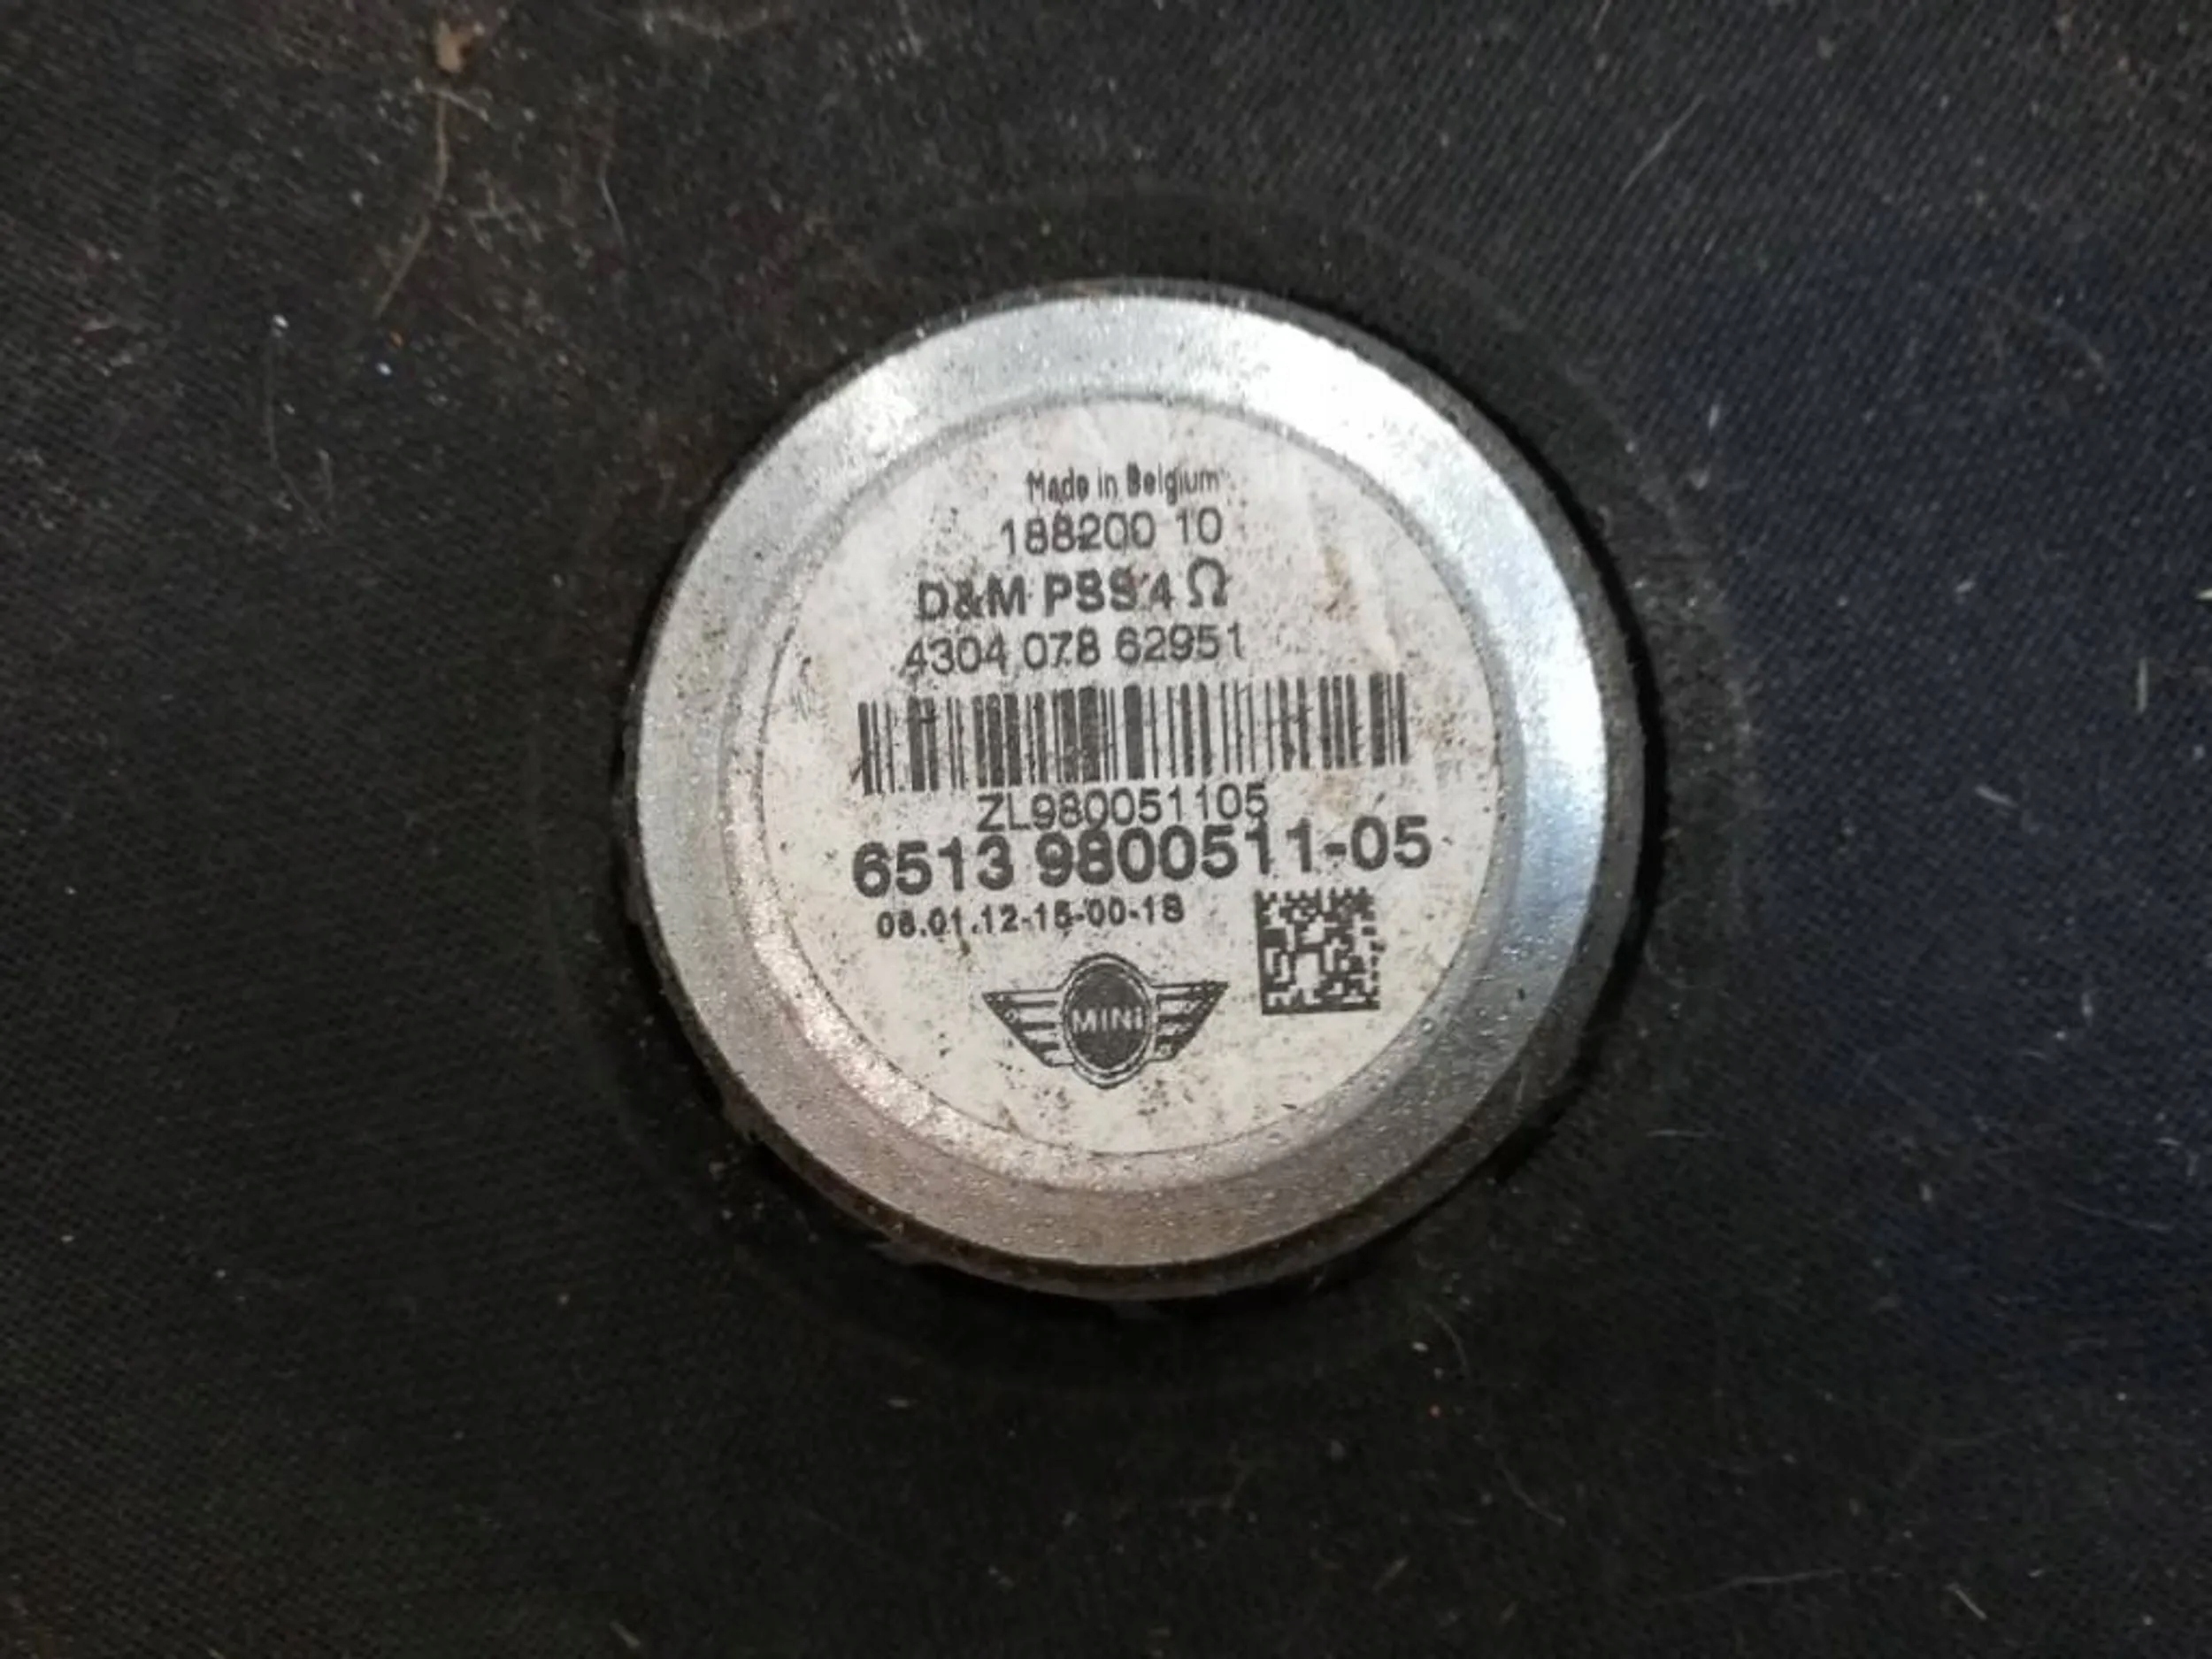 Made in Belgium
188200 10
D&M PSS 4 Ω
4304 078 62951
ZL980051105
6513 9800511-05
06.01.12-15-00-18
MINI